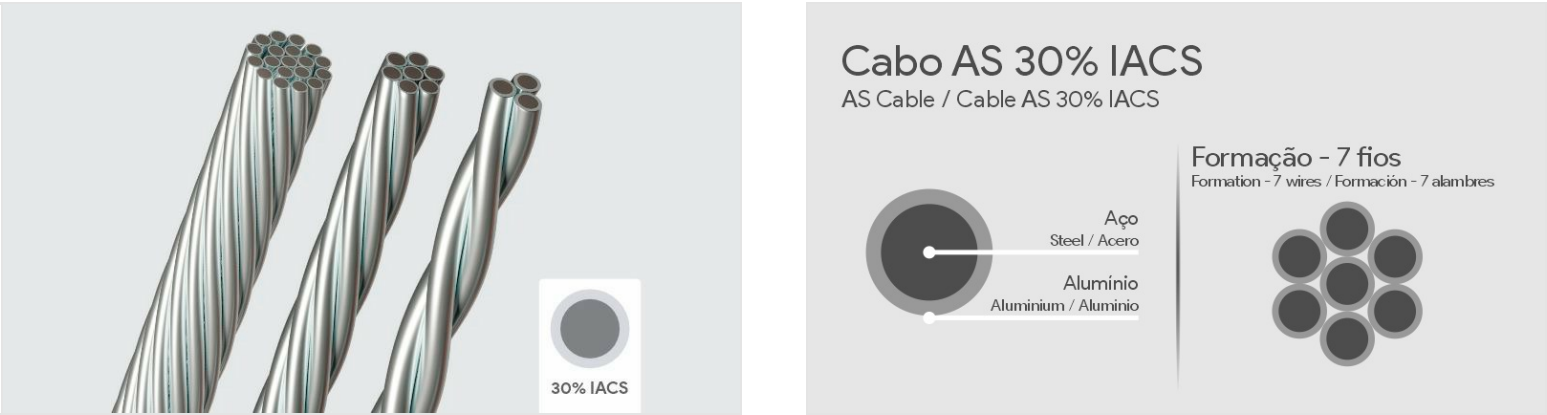 30% IACS
Cabo AS 30% IACS
AS Cable / Cable AS 30% IACS
Aço
Steel / Acero
Alumínio
Aluminium / Aluminio
Formação - 7 fios
Formation - 7 wires / Formación - 7 alambres